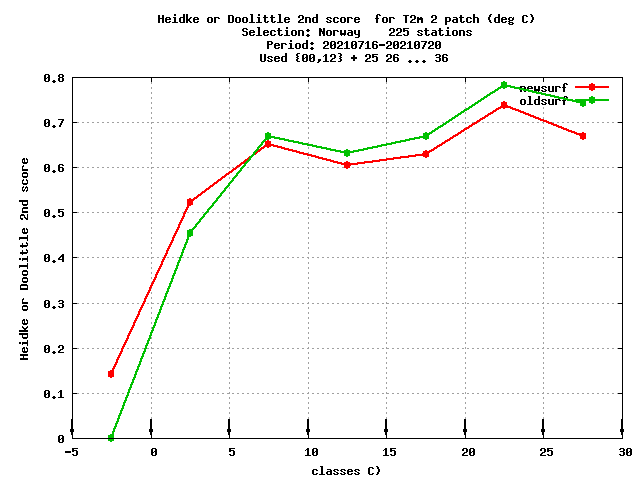 Heidke or Doolittle 2nd score  for T2m 2 patch (deg C)
Selection: Norway    225 stations
Period: 20210716-20210720
Used {00,12} + 25 26 ... 36
newsurf
oldsurf
Heidke or Doolittle 2nd score
0.8
0.7
0.6
0.5
0.4
0.3
0.2
0.1
0
-5 0 5 10 15 20 25 30
classes C)